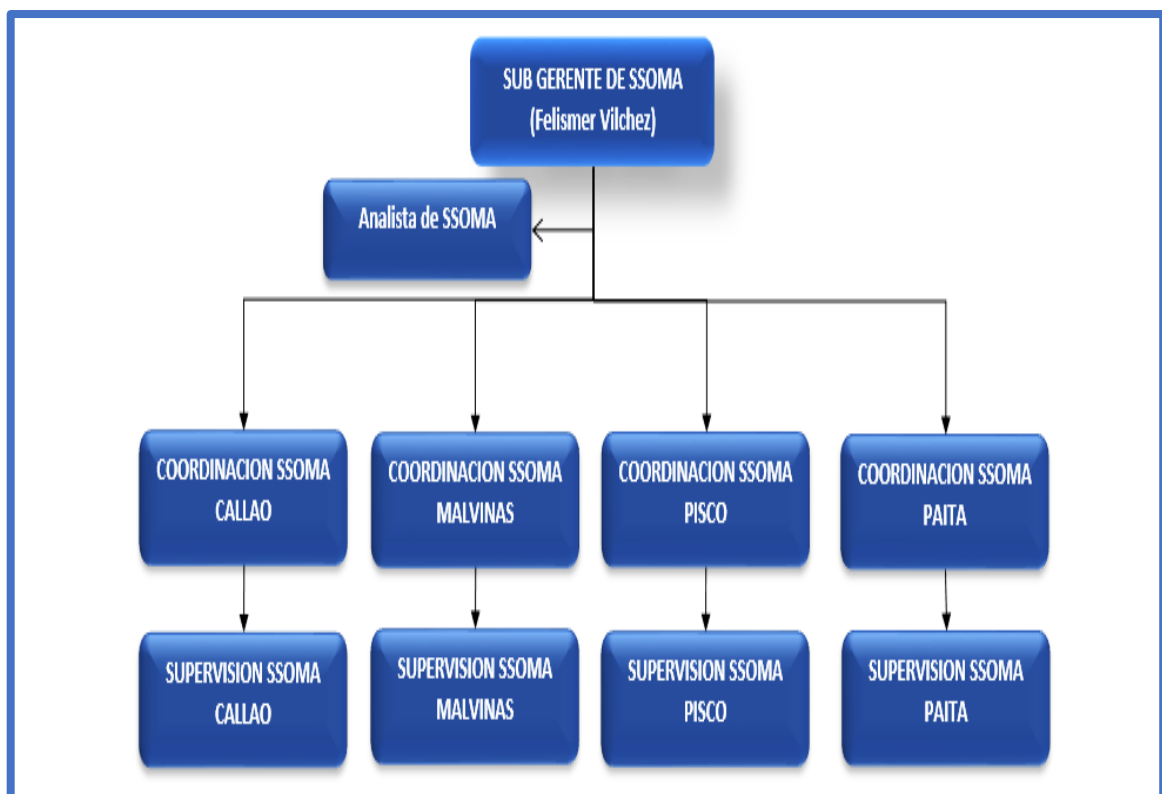 SUB GERENTE DE SSOMA
(Felismer Vilchez)
Analista de SSOMA
COORDINACION SSOMA
CALLAO
COORDINACION SSOMA
MALVINAS
COORDINACION SSOMA
PISCO
COORDINACION SSOMA
PAITA
SUPERVISION SSOMA
CALLAO
SUPERVISION SSOMA
MALVINAS
SUPERVISION SSOMA
PISCO
SUPERVISION SSOMA
PAITA